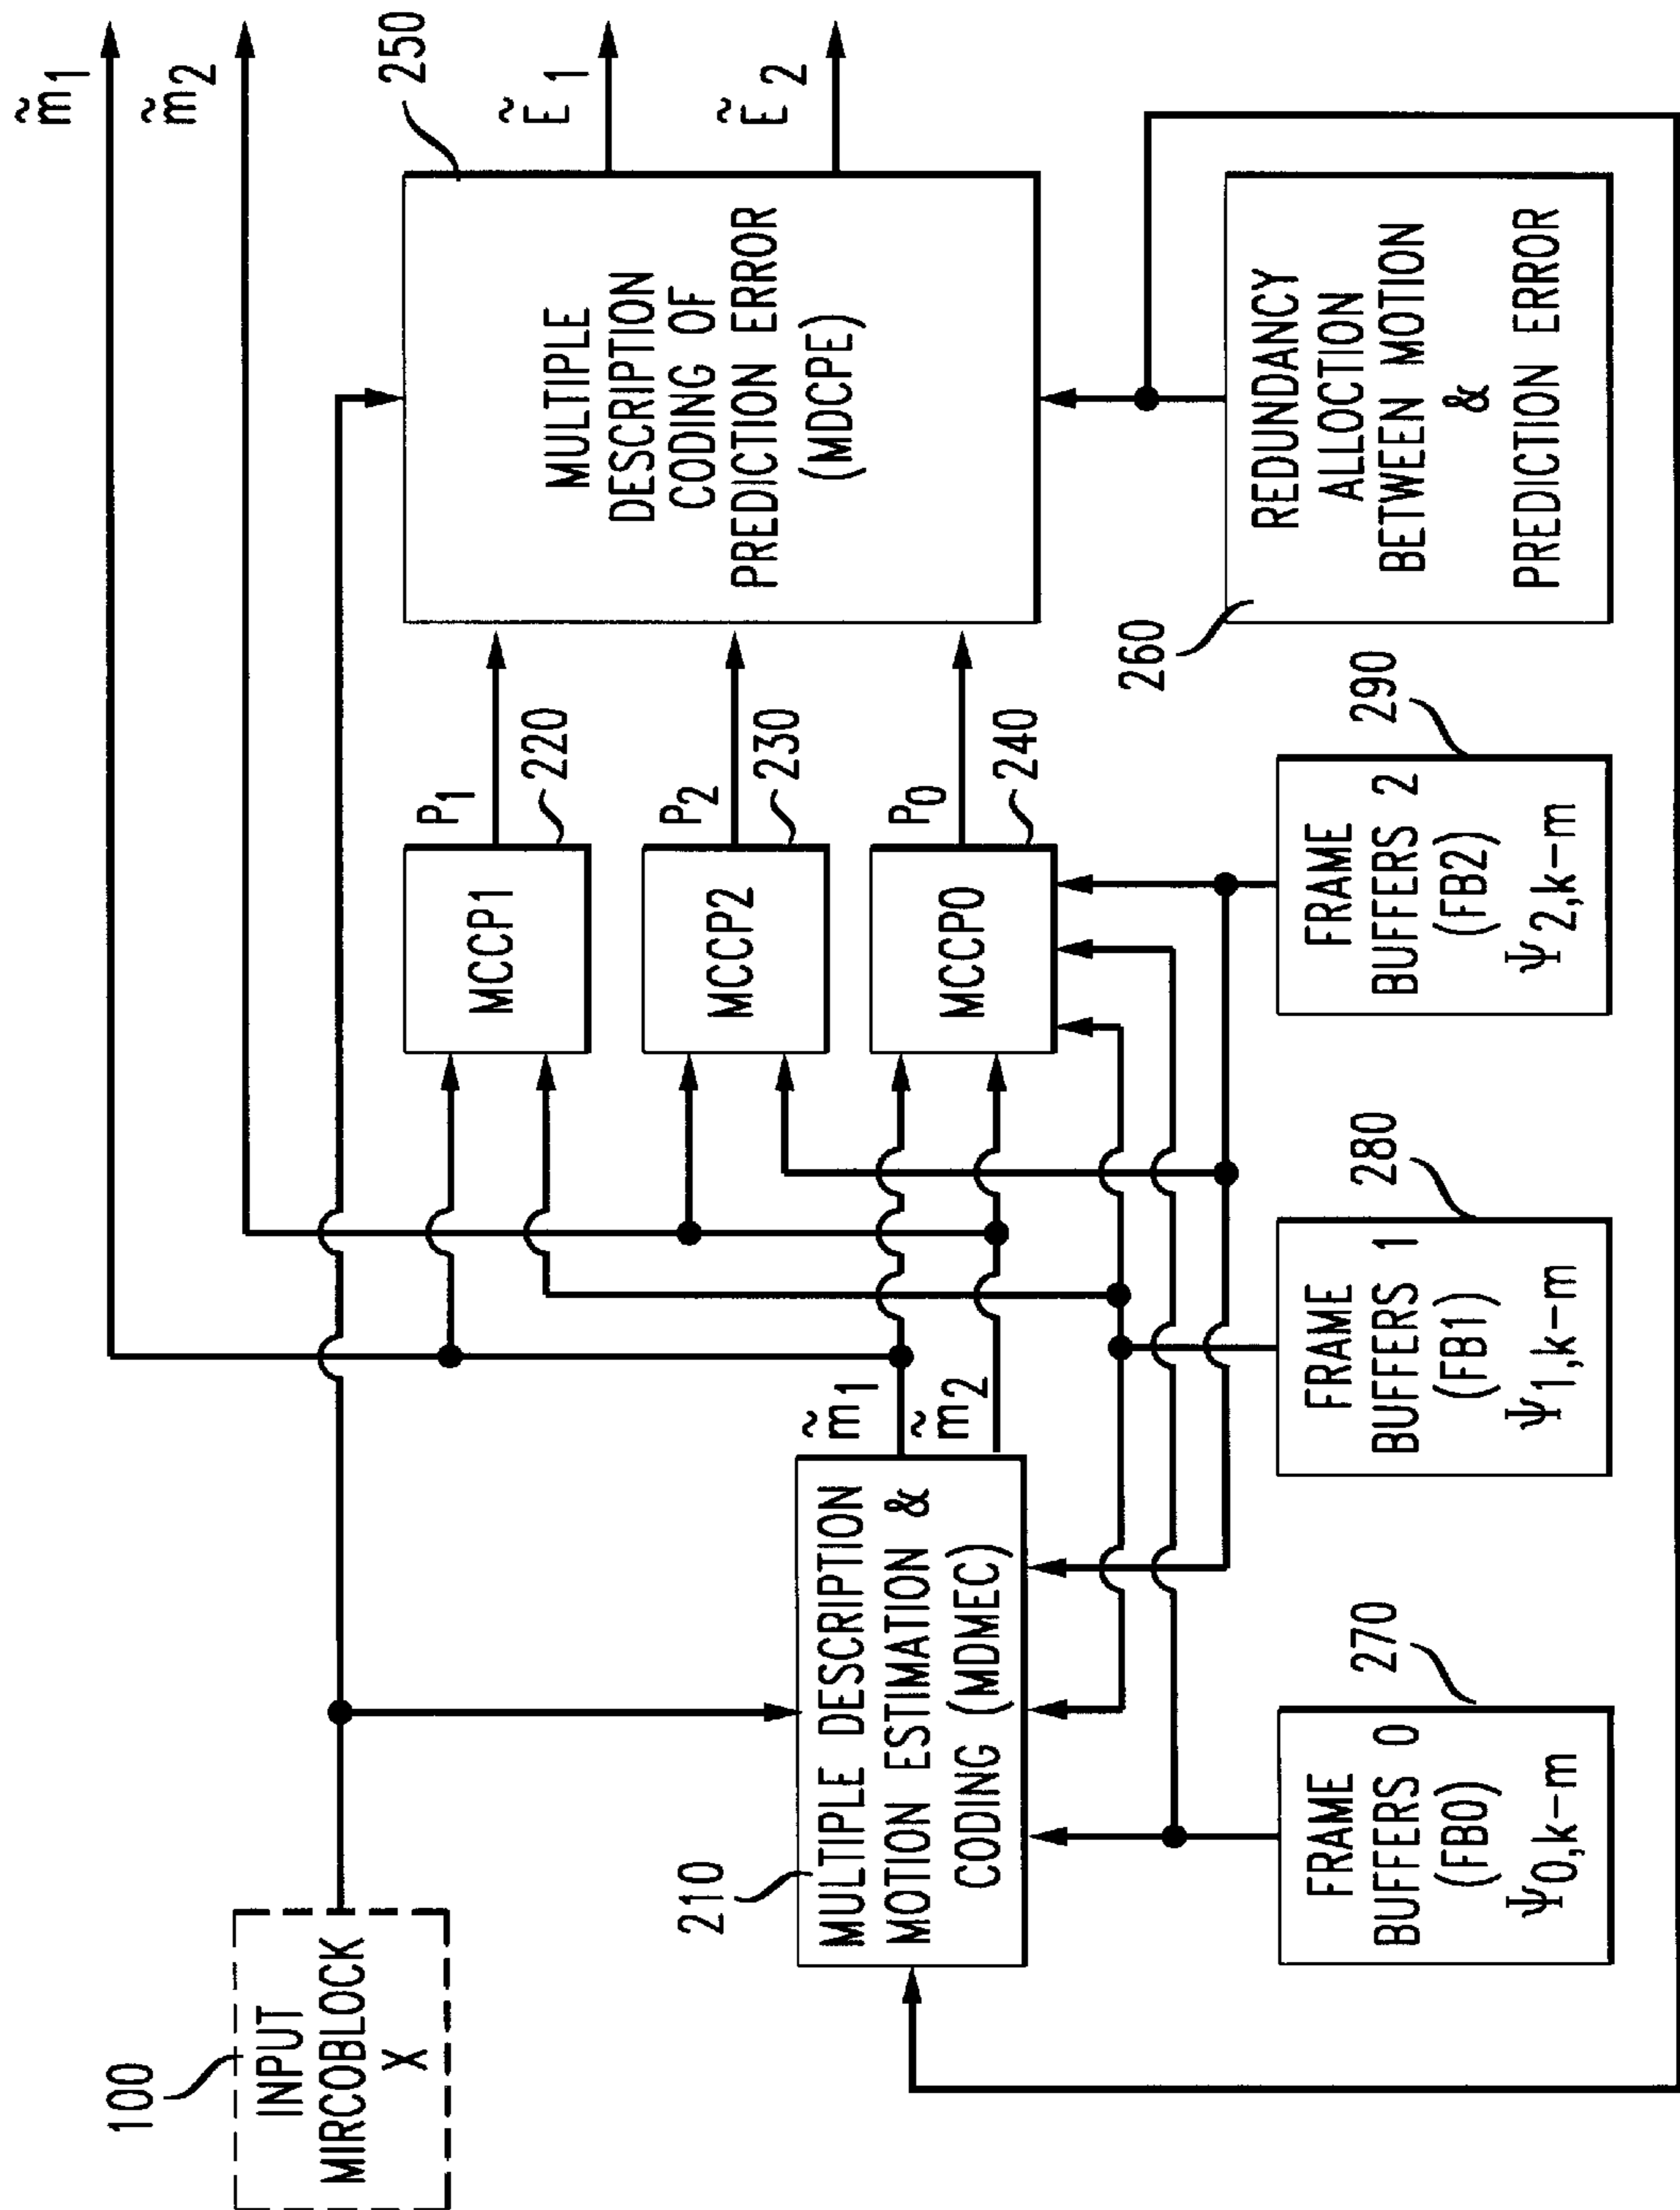 100
INPUT
MIRCOBLOCK
X
m̃1
m̃2
210
MULTIPLE DESCRIPTION
MOTION ESTIMATION &
CODING (MDMEC)
m̃1
m̃2
MCCP1
P1
220
MCCP2
P2
230
MCCP0
P0
240
250
MULTIPLE
DESCRIPTION
CODING OF
PREDICTION ERROR
(MDCPE)
Ẽ1
Ẽ2
270
FRAME
BUFFERS 0
(FB0)
Ψ0,k-m
280
FRAME
BUFFERS 1
(FB1)
Ψ1,k-m
290
FRAME
BUFFERS 2
(FB2)
Ψ2,k-m
260
REDUNDANCY
ALLOCTION
BETWEEN MOTION
&
PREDICTION ERROR